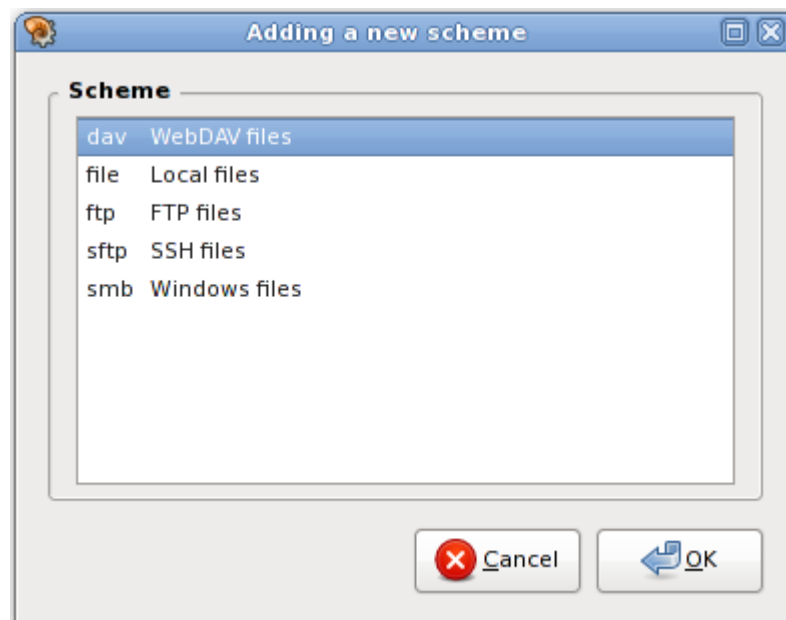 Adding a new scheme
Scheme
dav WebDAV files
file Local files
ftp FTP files
sftp SSH files
smb Windows files
Cancel OK